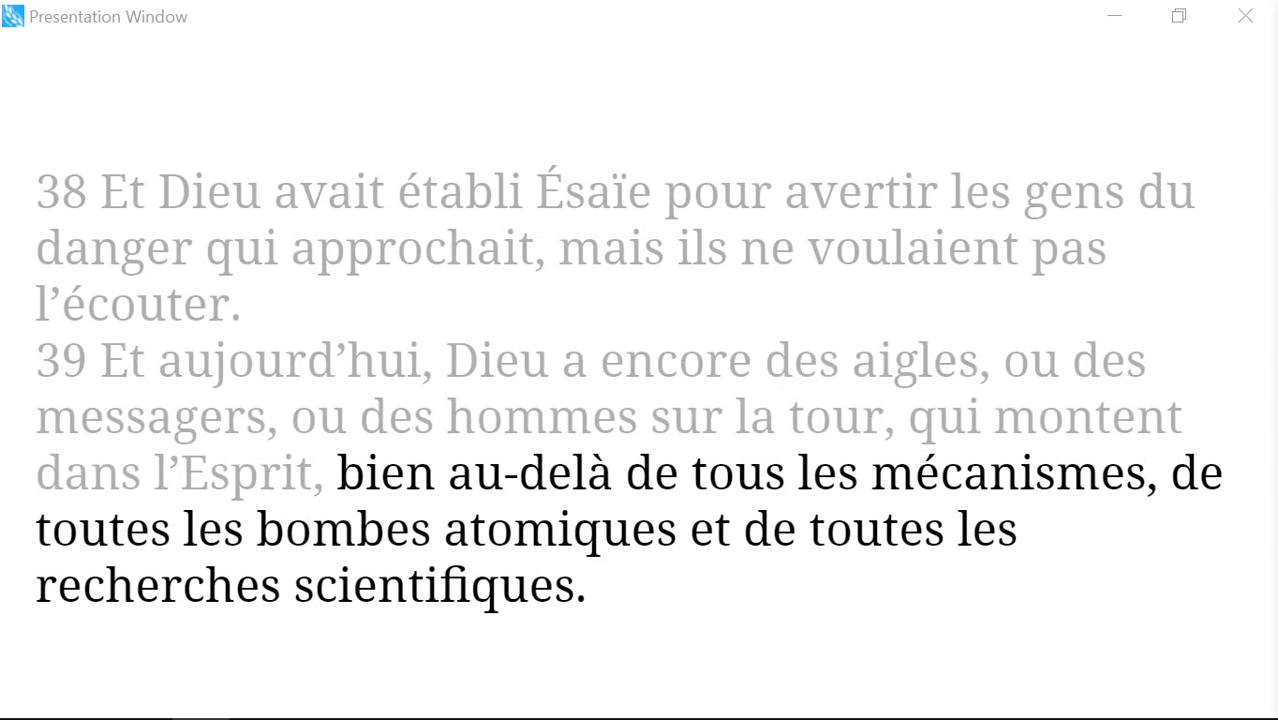 Presentation Window
38 Et Dieu avait établi Ésaïe pour avertir les gens du
danger qui approchait, mais ils ne voulaient pas
l’écouter.
39 Et aujourd’hui, Dieu a encore des aigles, ou des
messagers, ou des hommes sur la tour, qui montent
dans l’Esprit, bien au-delà de tous les mécanismes, de
toutes les bombes atomiques et de toutes les
recherches scientifiques.